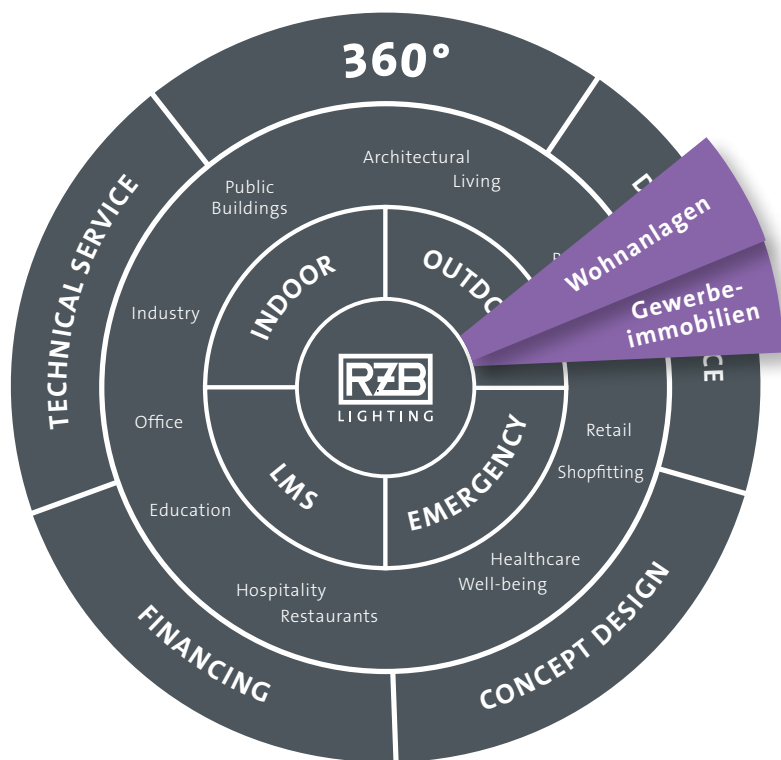 360°
TECHNICAL SERVICE
Architectural
Living
Public
Buildings
INDOOR
Wohnanlagen
Gewerbe-
immobilien
Industry
RZB
LIGHTING
Office
Retail
Shopfitting
LMS
EMERGENCY
Education
Healthcare
Well-being
Hospitality
Restaurants
FINANCING
CONCEPT DESIGN